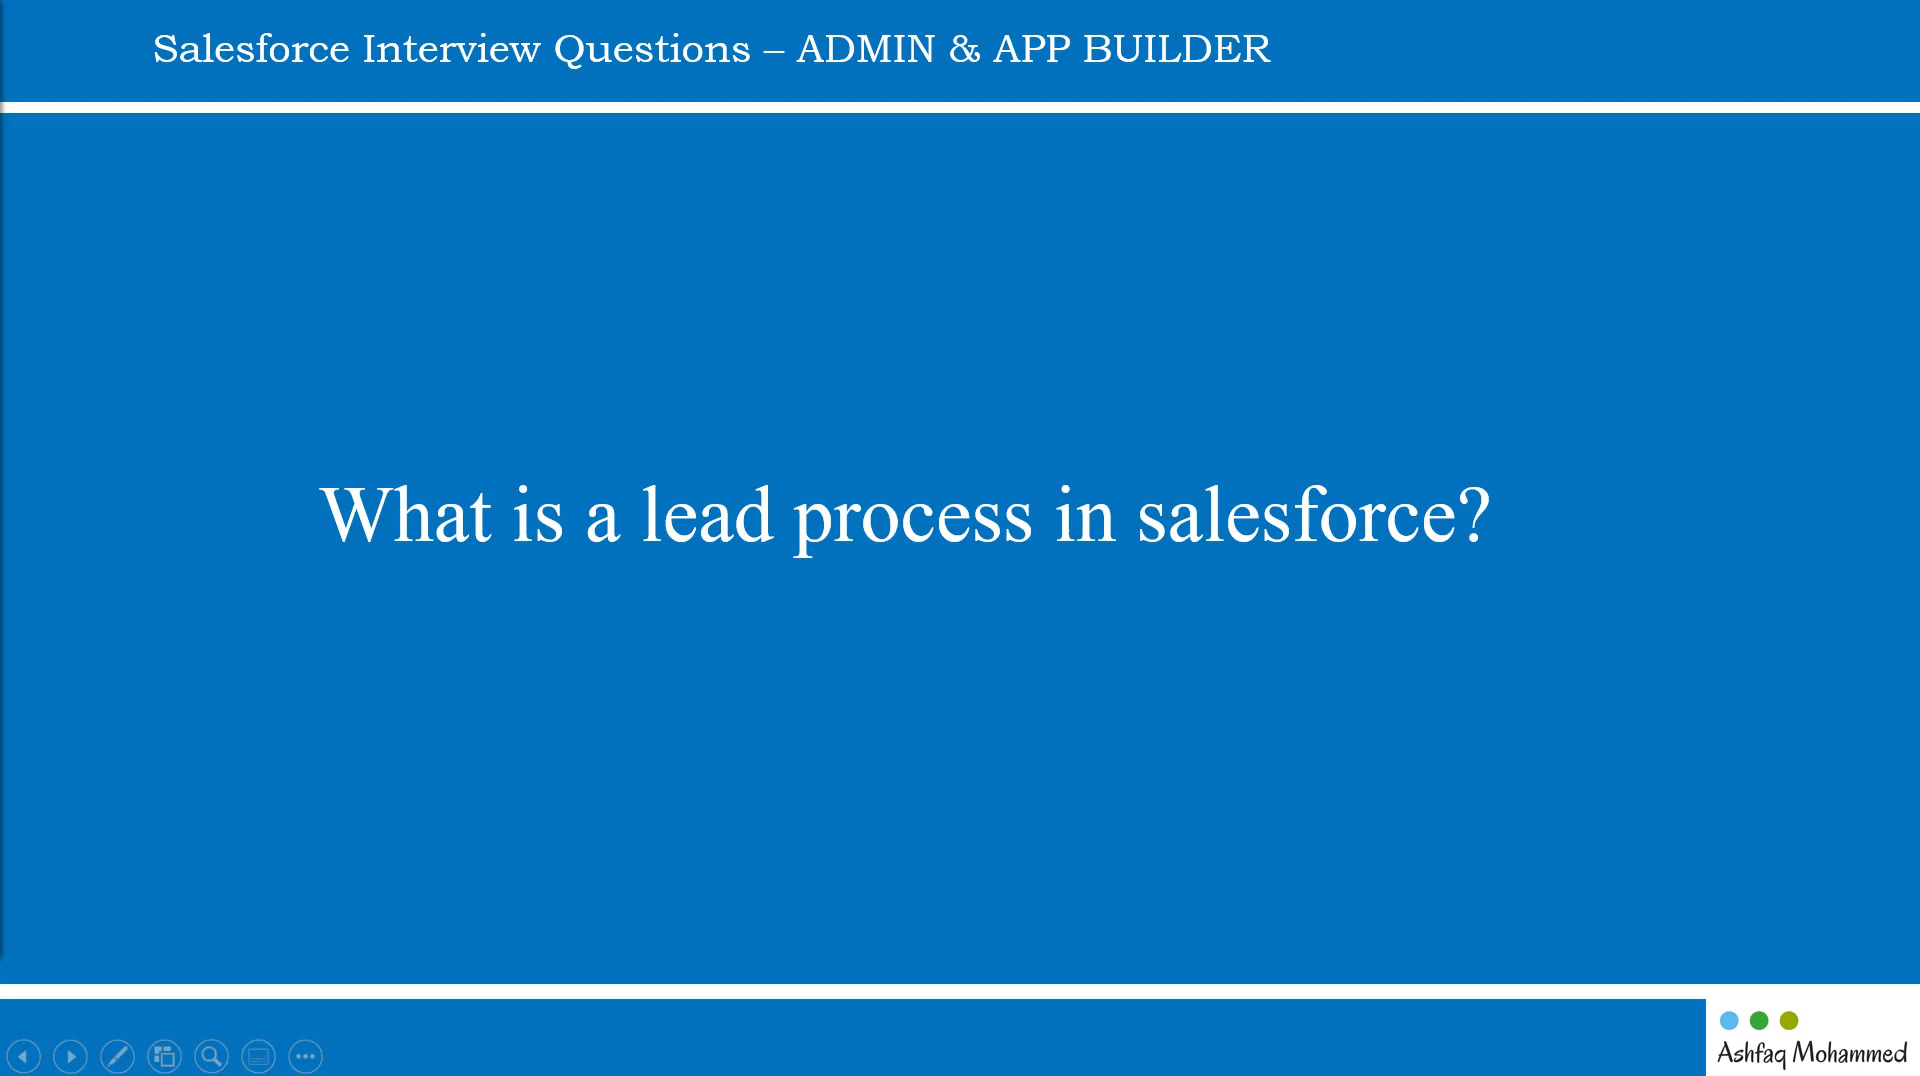 Salesforce Interview Questions – ADMIN & APP BUILDER
What is a lead process in salesforce?
Ashfaq Mohammed